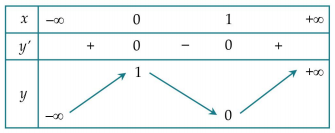 x −∞ 0 1 +∞
y′ + 0 − 0 +
1 +∞
y
−∞ 0